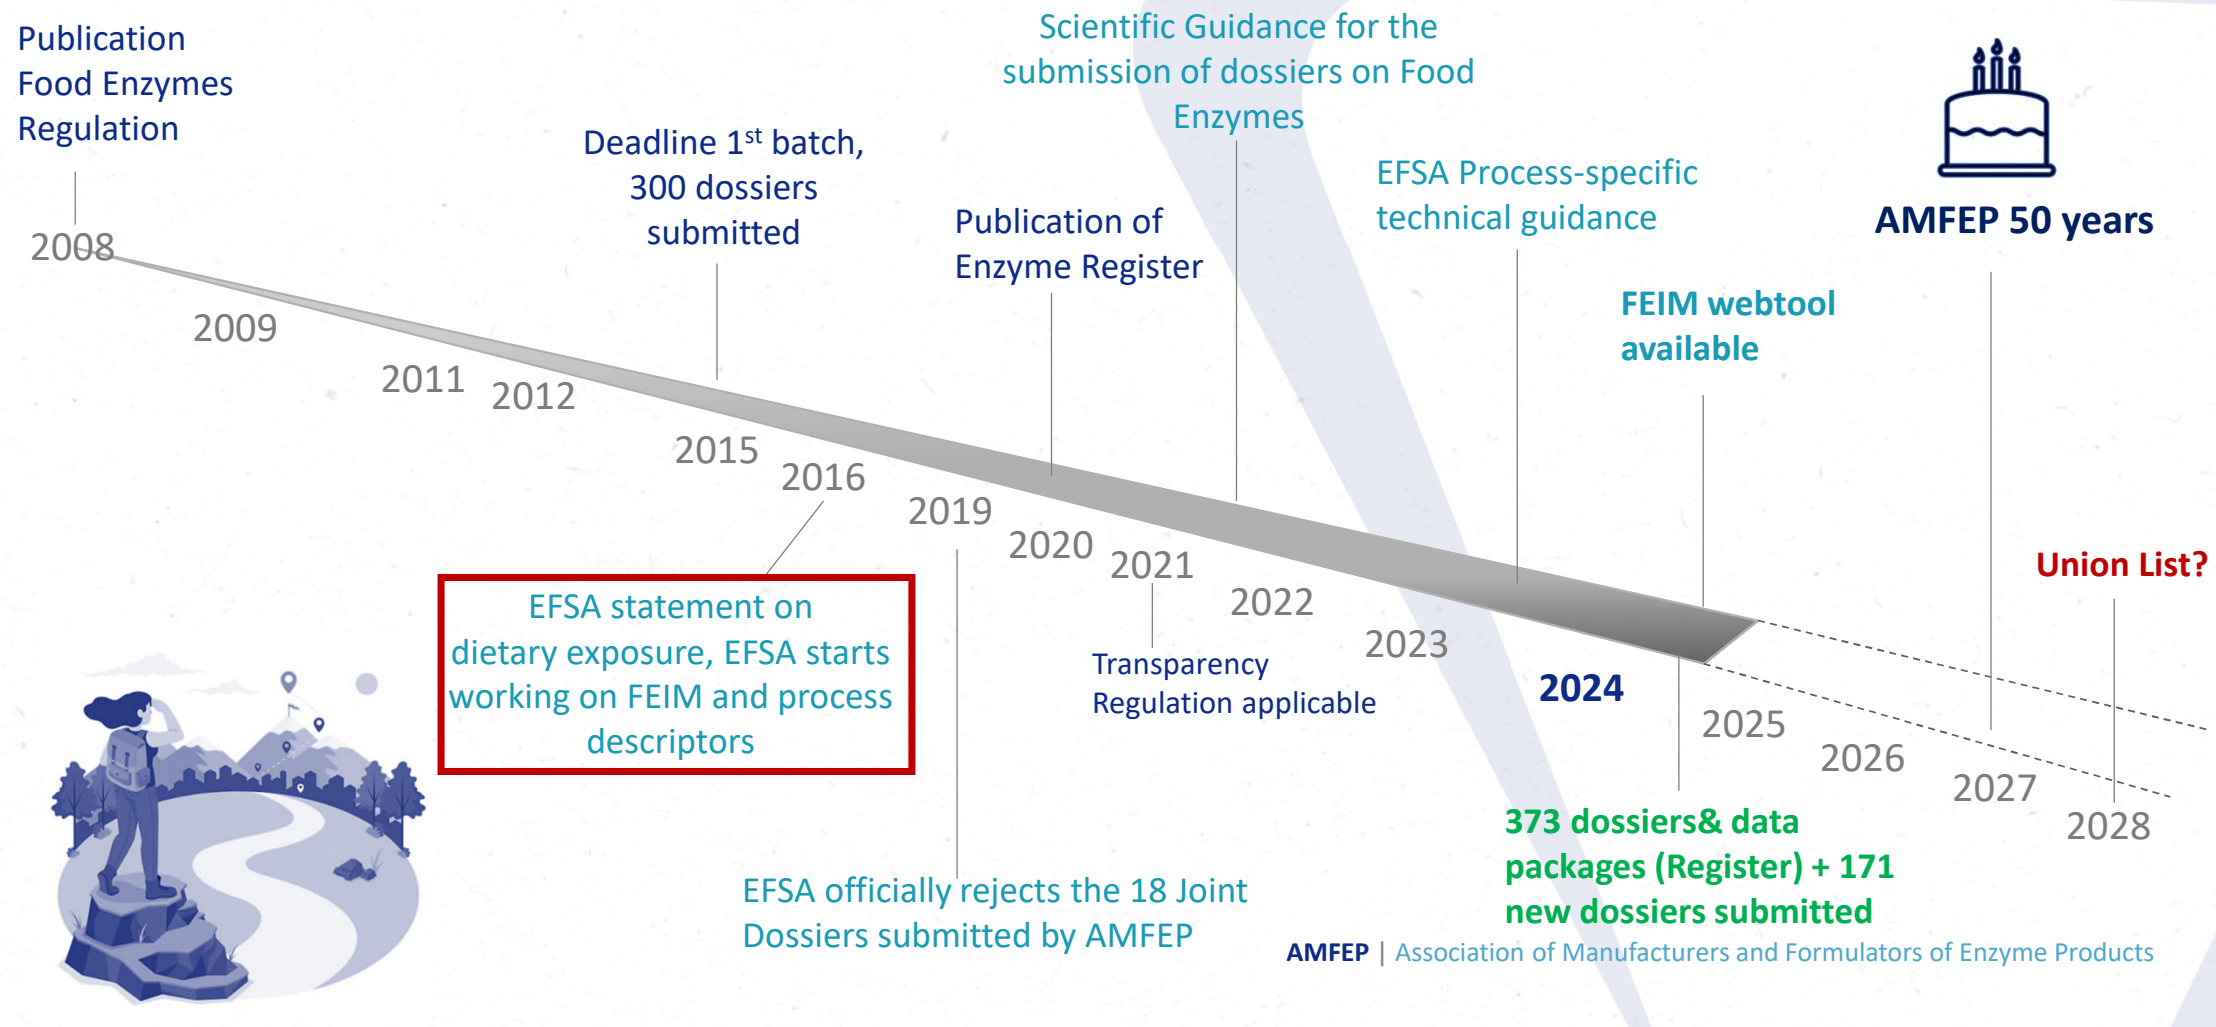 Publication
Food Enzymes
Regulation
2008
2009
2011
2012
Deadline 1st batch,
300 dossiers
submitted
2015
2016
EFSA statement on
dietary exposure, EFSA starts
working on FEIM and process
descriptors
2019
EFSA officially rejects the 18 Joint
Dossiers submitted by AMFEP
Publication of
Enzyme Register
2020
2021
Transparency
Regulation applicable
Scientific Guidance for the
submission of dossiers on Food
Enzymes
2022
EFSA Process-specific
technical guidance
2023
FEIM webtool
available
2024
373 dossiers& data
packages (Register) + 171
new dossiers submitted
2025
2026
AMFEP 50 years
2027
Union List?
2028
AMFEP | Association of Manufacturers and Formulators of Enzyme Products